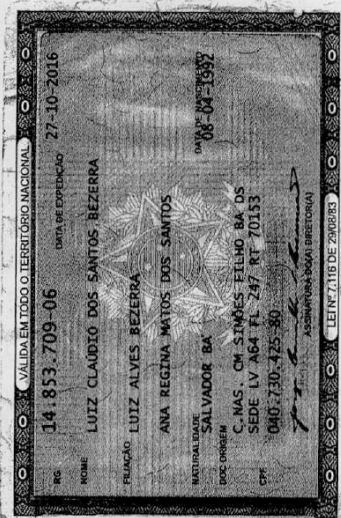 VÁLIDA EM TODO O TERRITÓRIO NACIONAL
RG 14.853.709-06 DATA DE EXPEDIÇÃO 27-10-2016
NOME LUIZ CLAUDIO DOS SANTOS BEZERRA
FILIAÇÃO LUIZ ALVES BEZERRA
ANA REGINA MATOS DOS SANTOS
NATURALIDADE SALVADOR BA DATA DE NASCIMENTO 08-04-1992
DOC ORIGEM C.NAS. CM SIMÕES FILHO BA DS
SEDE LV A64 FL 247 RT 70153
CPF 040.730.425-80
ASSINATURA DO(A) DIRETOR(A)
LEI Nº 7.116 DE 29/08/83